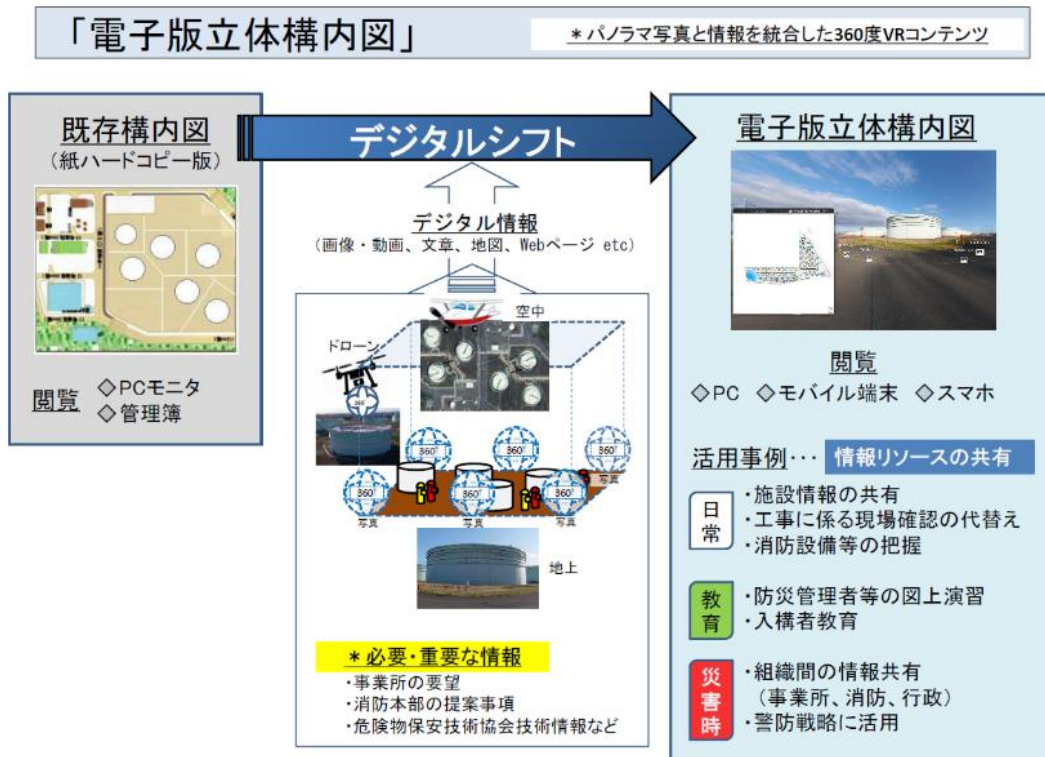 「電子版立体構内図」
＊パノラマ写真と情報を統合した360度VRコンテンツ
既存構内図
（紙ハードコピー版）
閲覧
◇PCモニタ
◇管理簿
デジタルシフト
デジタル情報
（画像・動画、文章、地図、Webページ etc）
空中
ドローン
360°
360°
360°
360°
写真
360°
360°
360°
写真
写真
写真
地上
＊必要・重要な情報
・事業所の要望
・消防本部の提案事項
・危険物保安技術協会技術情報など
電子版立体構内図
閲覧
◇PC ◇モバイル端末 ◇スマホ
活用事例･･･ 情報リソースの共有
日常
・施設情報の共有
・工事に係る現場確認の代替え
・消防設備等の把握
教育
・防災管理者等の図上演習
・入構者教育
災害時
・組織間の情報共有
（事業所、消防、行政）
・警防戦略に活用